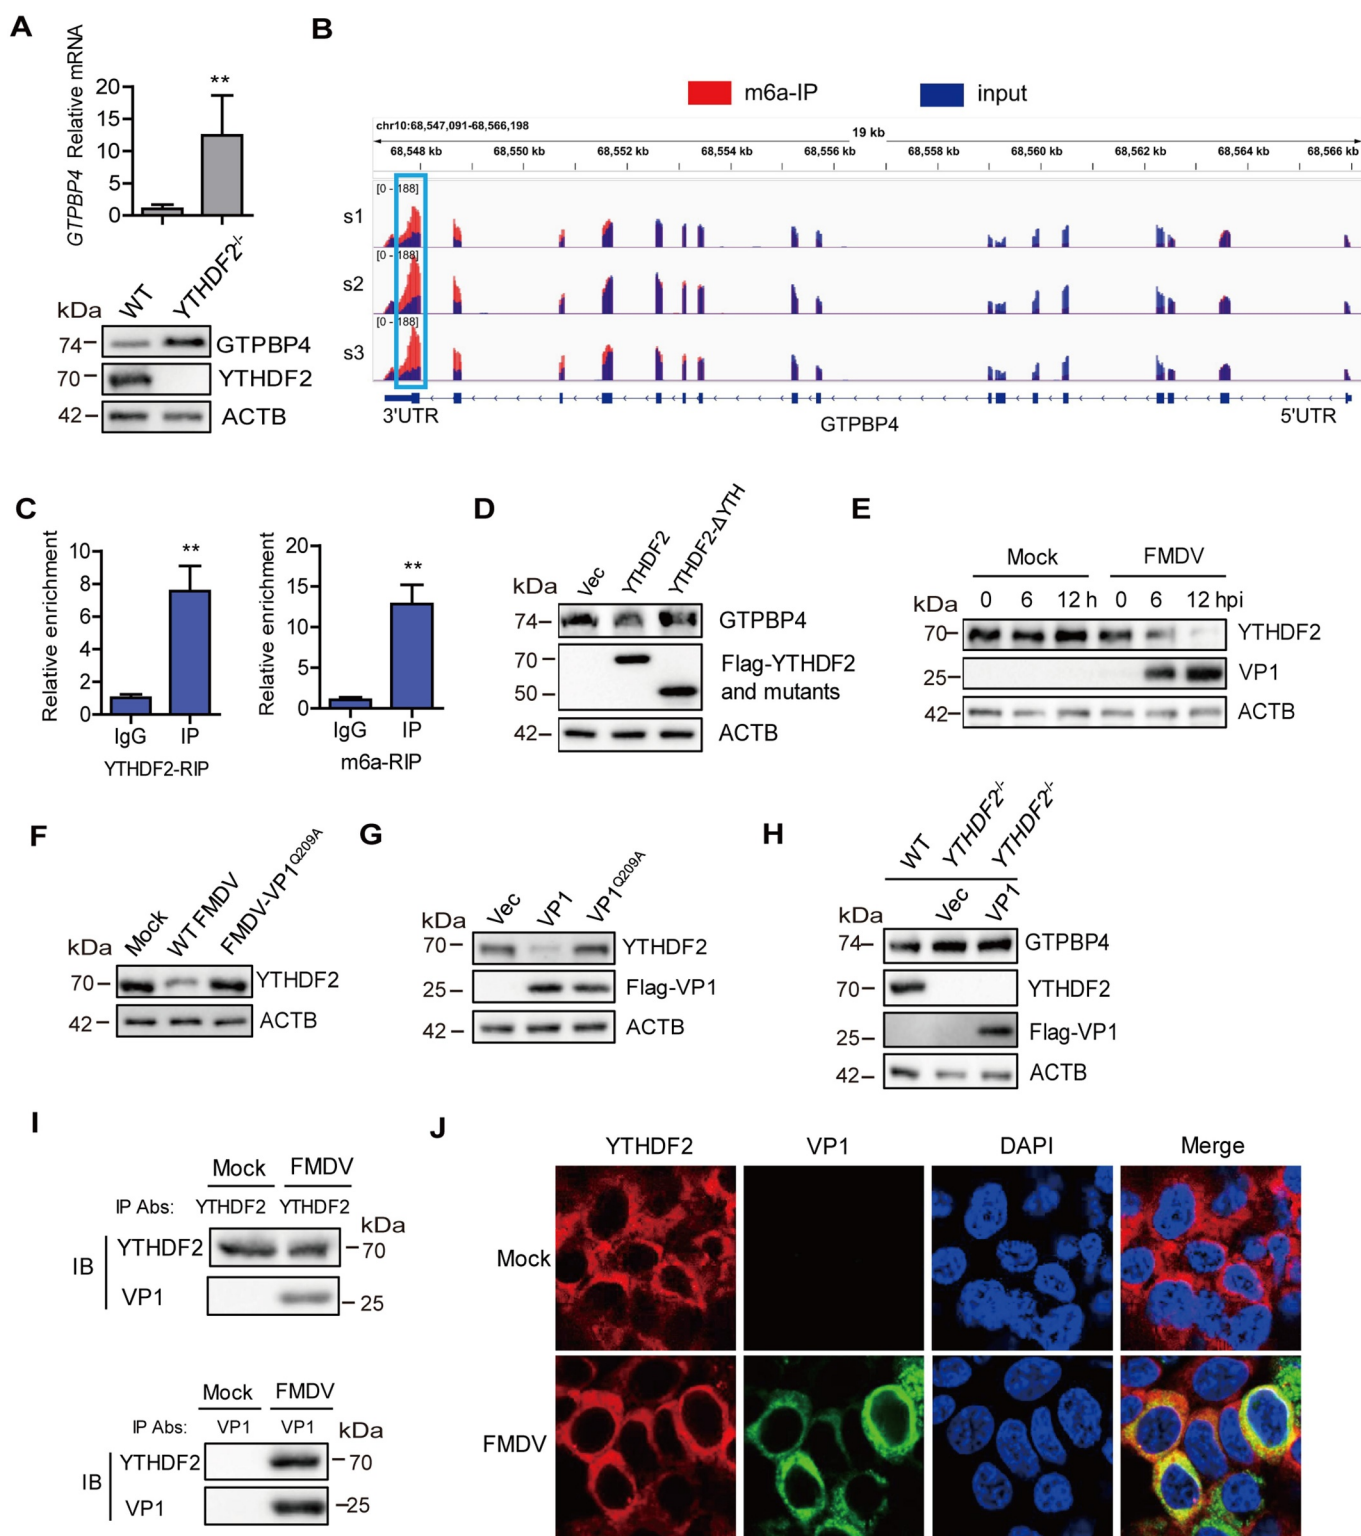 A
GTPBP4 Relative mRNA
20
15
10
5
0
**
WT
YTHDF2-/-
kDa
74
GTPBP4
70
YTHDF2
42
ACTB
B
m6a-IP
input
chr10:68,547,091-68,566,198
19 kb
68,548 kb
68,550 kb
68,552 kb
68,554 kb
68,556 kb
68,558 kb
68,560 kb
68,562 kb
68,564 kb
68,566 kb
[0 - 188]
s1
[0 - 188]
s2
[0 - 188]
s3
3'UTR
GTPBP4
5'UTR
C
Relative enrichment
10
8
6
4
2
0
**
IgG
IP
YTHDF2-RIP
Relative enrichment
20
15
10
5
0
**
IgG
IP
m6a-RIP
D
kDa
Vec
YTHDF2
YTHDF2-ΔYTH
74
GTPBP4
70
50
Flag-YTHDF2
and mutants
42
ACTB
E
Mock
FMDV
kDa
0 6 12 h 0 6 12 hpi
70
YTHDF2
25
VP1
42
ACTB
F
kDa
Mock
WT FMDV
FMDV-VP1Q209A
70
YTHDF2
42
ACTB
G
kDa
Vec
VP1
VP1Q209A
70
YTHDF2
25
Flag-VP1
42
ACTB
H
WT
YTHDF2-/-
YTHDF2-/-
kDa
Vec
VP1
74
GTPBP4
70
YTHDF2
25
Flag-VP1
42
ACTB
I
Mock
FMDV
IP Abs: YTHDF2 YTHDF2
kDa
IB
YTHDF2
70
VP1
25
Mock
FMDV
IP Abs: VP1 VP1
kDa
IB
YTHDF2
70
VP1
25
J
YTHDF2
VP1
DAPI
Merge
Mock
FMDV